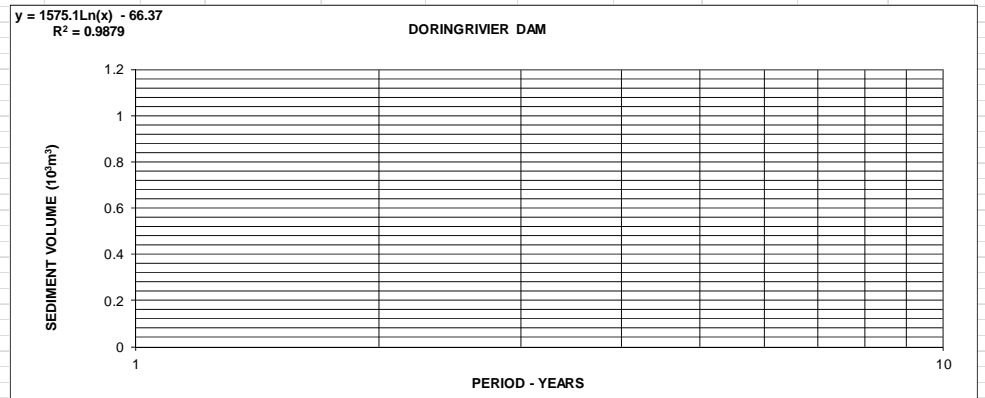 y = 1575.1Ln(x) - 66.37
R² = 0.9879
DORINGRIVIER DAM
SEDIMENT VOLUME (10³m³)
1.2
1
0.8
0.6
0.4
0.2
0
1
10
PERIOD - YEARS